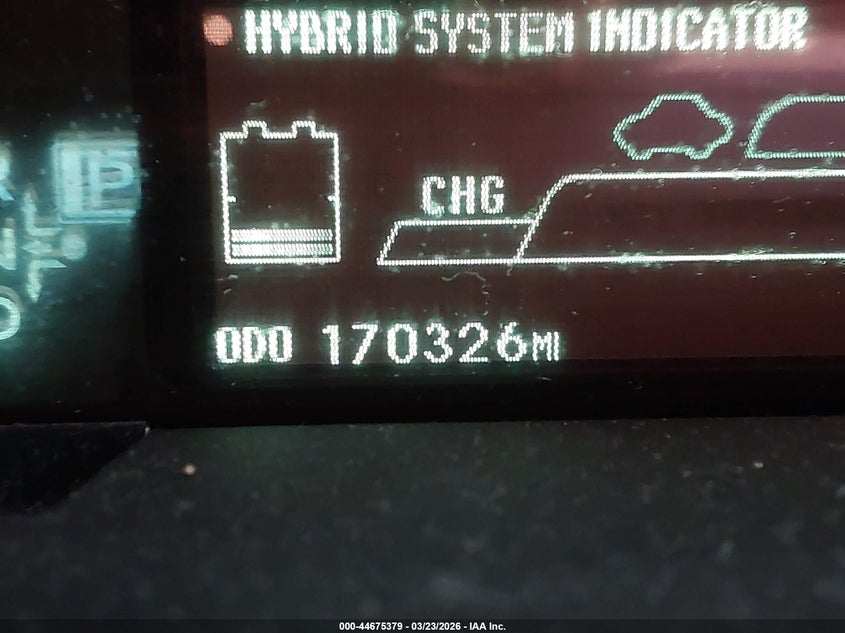 HYBRID SYSTEM INDICATOR
CHG
P
R
N
D
ODO 170326MI
000-44675379 - 03/23/2026 - IAA Inc.